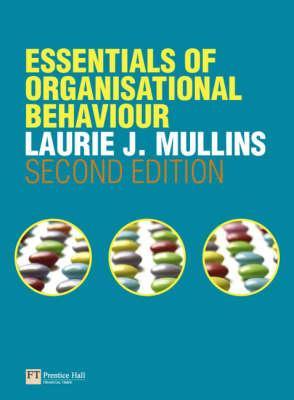 ESSENTIALS OF
ORGANISATIONAL
BEHAVIOUR
LAURIE J. MULLINS
SECOND EDITION
FT Prentice Hall
FINANCIAL TIMES